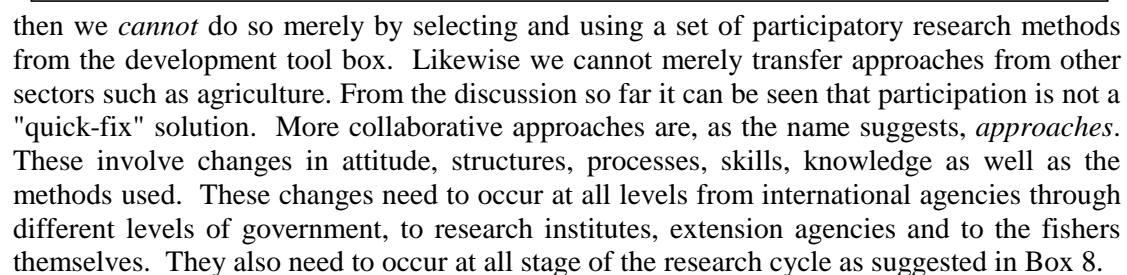 then we cannot do so merely by selecting and using a set of participatory research methods
from the development tool box. Likewise we cannot merely transfer approaches from other
sectors such as agriculture. From the discussion so far it can be seen that participation is not a
"quick-fix" solution. More collaborative approaches are, as the name suggests, approaches.
These involve changes in attitude, structures, processes, skills, knowledge as well as the
methods used. These changes need to occur at all levels from international agencies through
different levels of government, to research institutes, extension agencies and to the fishers
themselves. They also need to occur at all stage of the research cycle as suggested in Box 8.